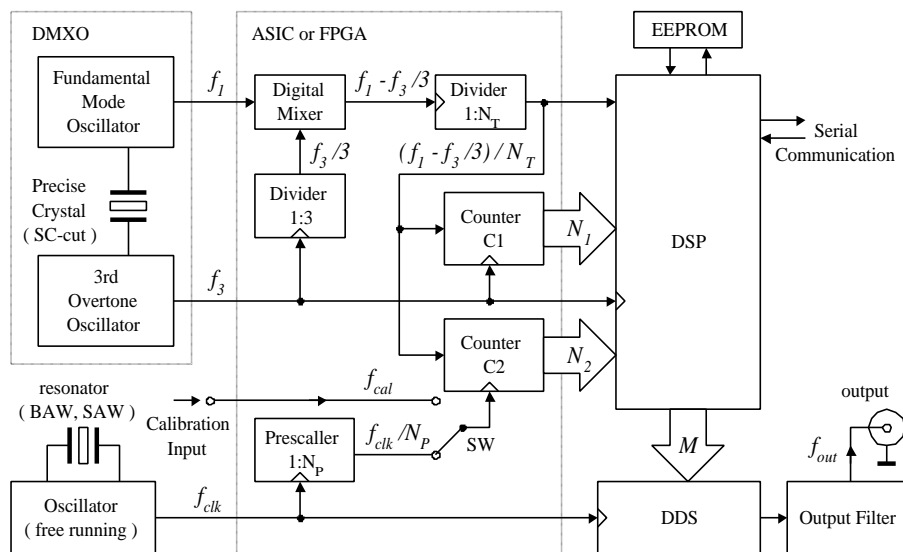 DMXO
ASIC or FPGA
EEPROM
Fundamental
Mode
Oscillator
f1
Digital
Mixer
f1 - f3 /3
Divider
1:NT
Serial
Communication
f3 /3
(f1 - f3 /3) / NT
Precise
Crystal
( SC-cut )
Divider
1:3
Counter
C1
N1
DSP
3rd
Overtone
Oscillator
f3
Counter
C2
N2
resonator
( BAW, SAW )
Calibration
Input
fcal
output
Prescaller
1:NP
fclk /NP
SW
M
fout
Oscillator
( free running )
fclk
DDS
Output Filter